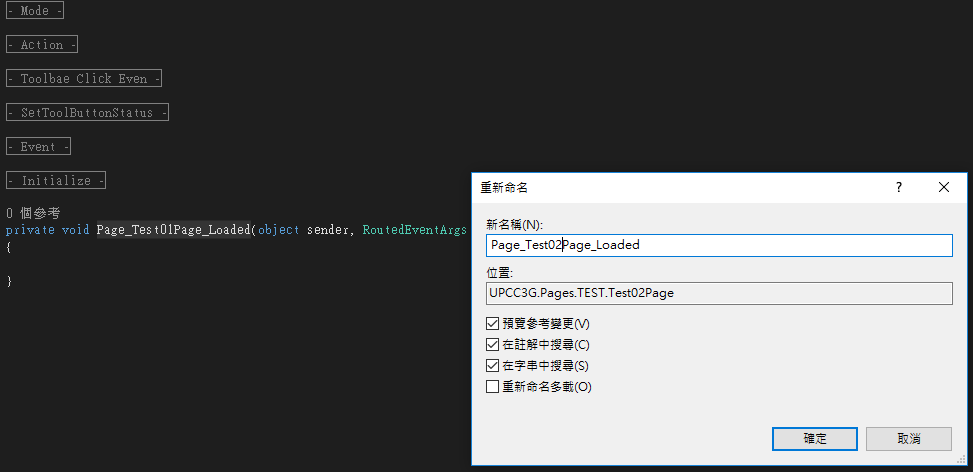 - Mode -
- Action -
- Toolbae Click Even -
- SetToolButtonStatus -
- Event -
- Initialize -
0 個參考
private void Page_Test01Page_Loaded(object sender, RoutedEventArgs
{
}
重新命名
?
新名稱(N):
Page_Test02Page_Loaded
位置:
UPCC3G.Pages.TEST.Test02Page
預覽參考變更(V)
在註解中搜尋(C)
在字串中搜尋(S)
重新命名多載(O)
確定
取消